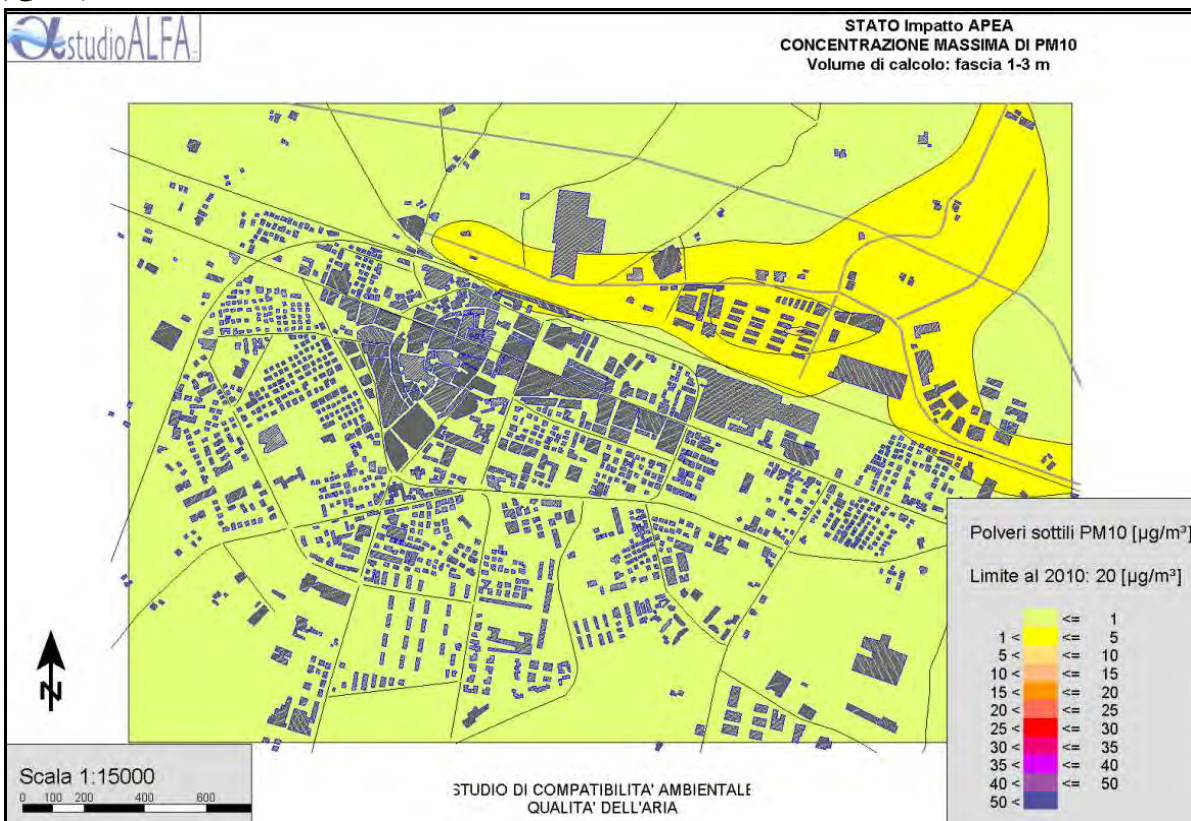 αestudioALFA
STATO Impatto APEA
CONCENTRAZIONE MASSIMA DI PM10
Volume di calcolo: fascia 1-3 m
Polveri sottili PM10 [µg/m³]
Limite al 2010: 20 [µg/m³]
<= 1
1 < <= 5
5 < <= 10
10 < <= 15
15 < <= 20
20 < <= 25
25 < <= 30
30 < <= 35
35 < <= 40
40 < <= 50
50 <
N
Scala 1:15000
0 100 200 400 600
STUDIO DI COMPATIBILITA' AMBIENTALE
QUALITA' DELL'ARIA